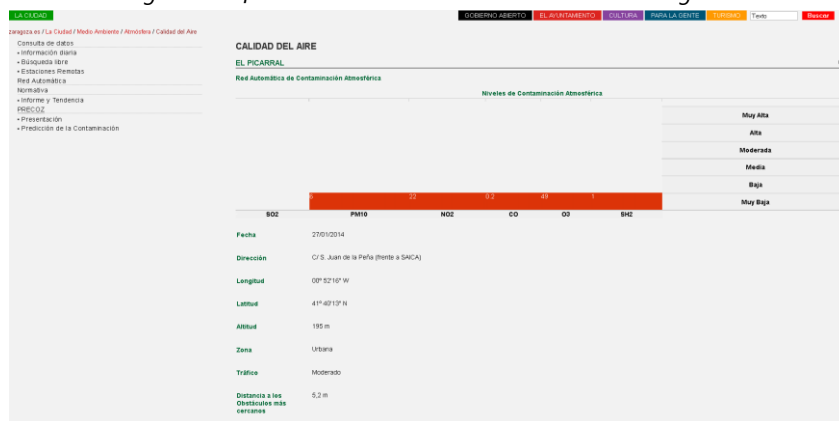 LA CIUDAD
GOBIERNO ABIERTO EL AYUNTAMIENTO CULTURA PARA LA GENTE TURISMO Texto Buscar
zaragoza.es / La Ciudad / Medio Ambiente / Atmósfera / Calidad del Aire
Consulta de datos
Información diaria
Búsqueda libre
Estaciones Remotas
Red Automática
Normativa
Informe y Tendencia
PRECOZ
Presentación
Predicción de la Contaminación
CALIDAD DEL AIRE
EL PICARRAL
Red Automática de Contaminación Atmosférica
Niveles de Contaminación Atmosférica
Muy Alta
Alta
Moderada
Media
Baja
Muy Baja
22 0.2 49 1
SO2 PM10 NO2 CO O3 SH2
Fecha 27/01/2014
Dirección C/ S. Juan de la Peña (frente a SAICA)
Longitud 00º 52'16" W
Latitud 41º 40'13" N
Altitud 195 m
Zona Urbana
Tráfico Moderado
Distancia a los 5,2 m
Obstáculos más
cercanos